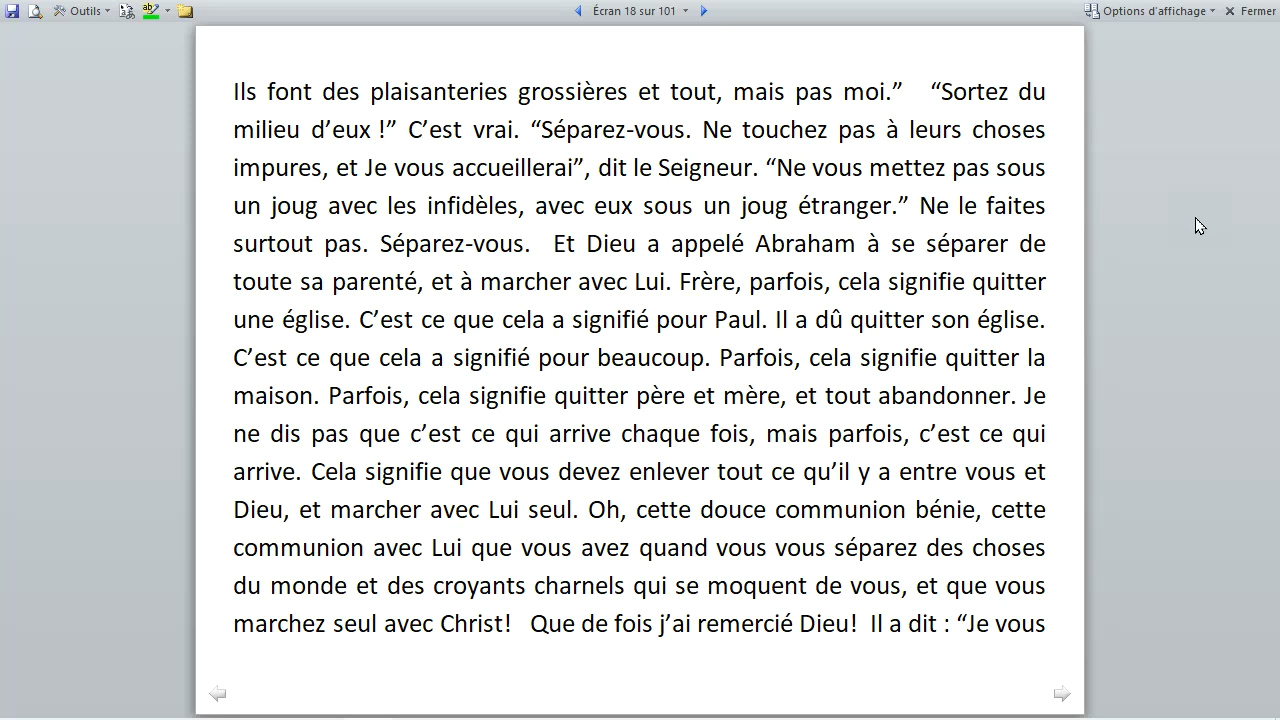 Outils
Écran 18 sur 101
Options d'affichage
Fermer
Ils font des plaisanteries grossières et tout, mais pas moi.” “Sortez du
milieu d’eux !” C’est vrai. “Séparez-vous. Ne touchez pas à leurs choses
impures, et Je vous accueillerai”, dit le Seigneur. “Ne vous mettez pas sous
un joug avec les infidèles, avec eux sous un joug étranger.” Ne le faites
surtout pas. Séparez-vous. Et Dieu a appelé Abraham à se séparer de
toute sa parenté, et à marcher avec Lui. Frère, parfois, cela signifie quitter
une église. C’est ce que cela a signifié pour Paul. Il a dû quitter son église.
C’est ce que cela a signifié pour beaucoup. Parfois, cela signifie quitter la
maison. Parfois, cela signifie quitter père et mère, et tout abandonner. Je
ne dis pas que c’est ce qui arrive chaque fois, mais parfois, c’est ce qui
arrive. Cela signifie que vous devez enlever tout ce qu’il y a entre vous et
Dieu, et marcher avec Lui seul. Oh, cette douce communion bénie, cette
communion avec Lui que vous avez quand vous vous séparez des choses
du monde et des croyants charnels qui se moquent de vous, et que vous
marchez seul avec Christ! Que de fois j’ai remercié Dieu! Il a dit : “Je vous